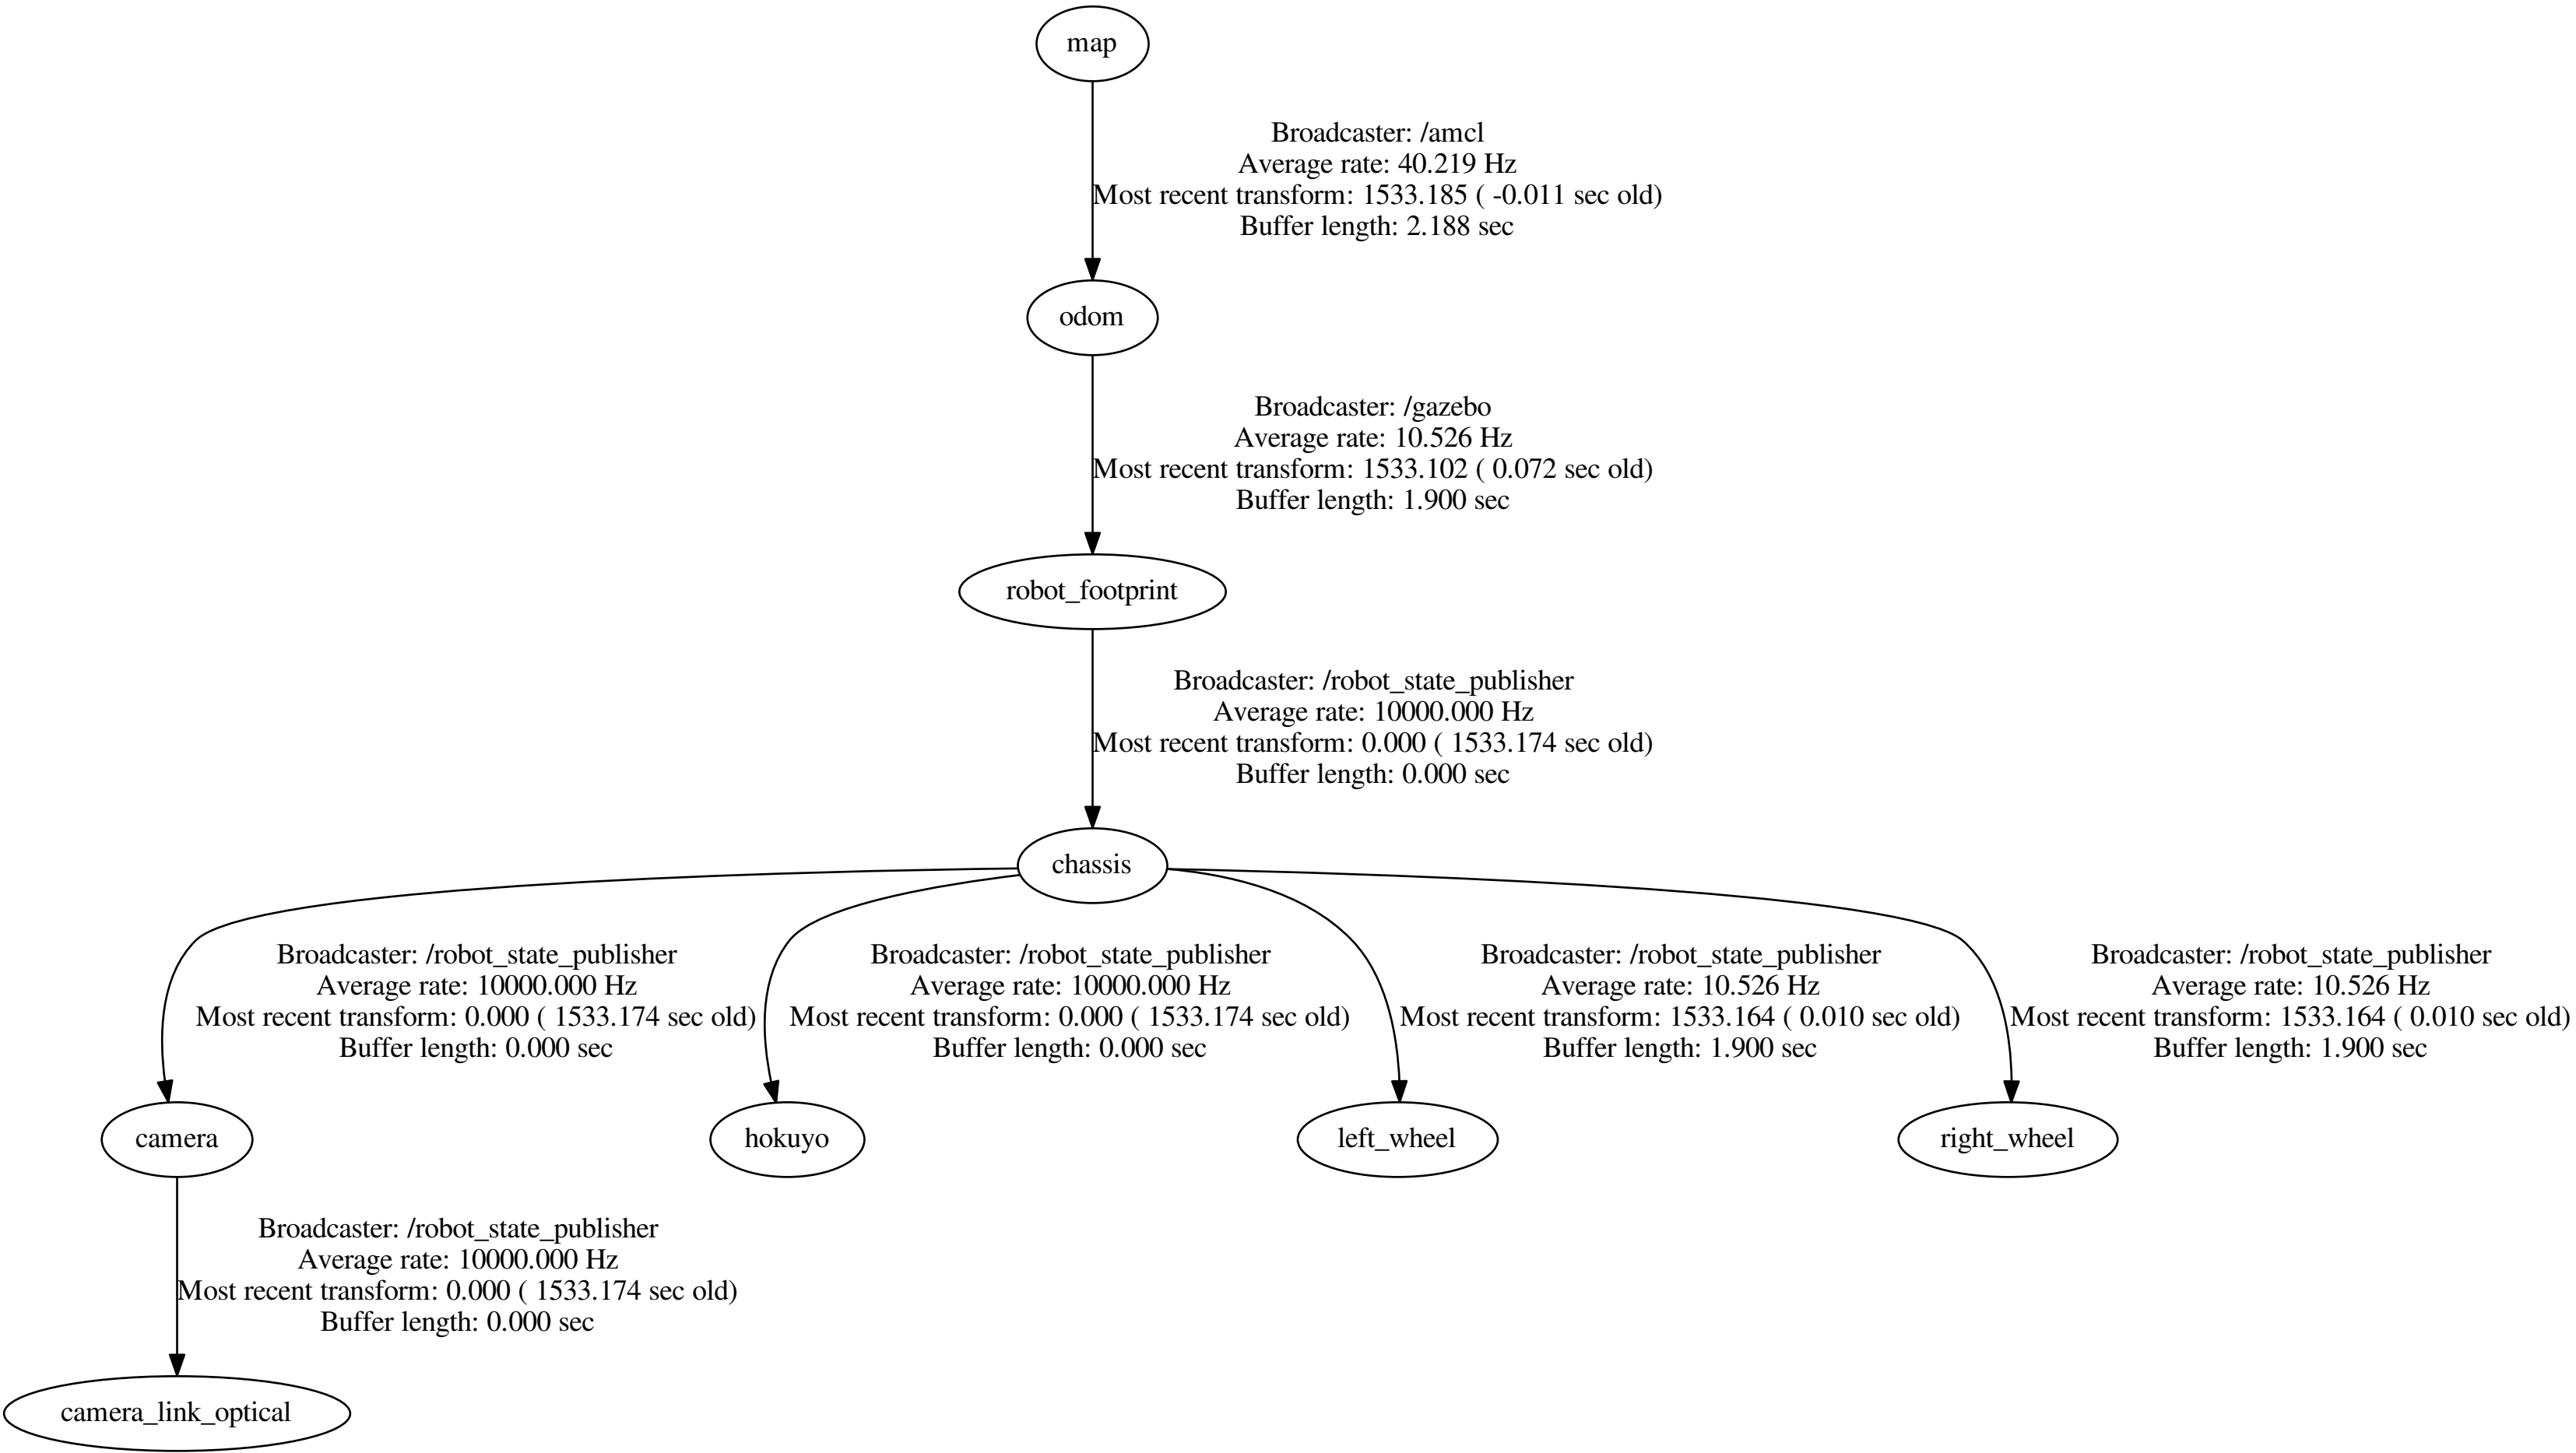 map
Broadcaster: /amcl
Average rate: 40.219 Hz
Most recent transform: 1533.185 ( -0.011 sec old)
Buffer length: 2.188 sec
odom
Broadcaster: /gazebo
Average rate: 10.526 Hz
Most recent transform: 1533.102 ( 0.072 sec old)
Buffer length: 1.900 sec
robot_footprint
Broadcaster: /robot_state_publisher
Average rate: 10000.000 Hz
Most recent transform: 0.000 ( 1533.174 sec old)
Buffer length: 0.000 sec
chassis
Broadcaster: /robot_state_publisher
Average rate: 10000.000 Hz
Most recent transform: 0.000 ( 1533.174 sec old)
Buffer length: 0.000 sec
Broadcaster: /robot_state_publisher
Average rate: 10000.000 Hz
Most recent transform: 0.000 ( 1533.174 sec old)
Buffer length: 0.000 sec
Broadcaster: /robot_state_publisher
Average rate: 10.526 Hz
Most recent transform: 1533.164 ( 0.010 sec old)
Buffer length: 1.900 sec
Broadcaster: /robot_state_publisher
Average rate: 10.526 Hz
Most recent transform: 1533.164 ( 0.010 sec old)
Buffer length: 1.900 sec
camera
hokuyo
left_wheel
right_wheel
Broadcaster: /robot_state_publisher
Average rate: 10000.000 Hz
Most recent transform: 0.000 ( 1533.174 sec old)
Buffer length: 0.000 sec
camera_link_optical